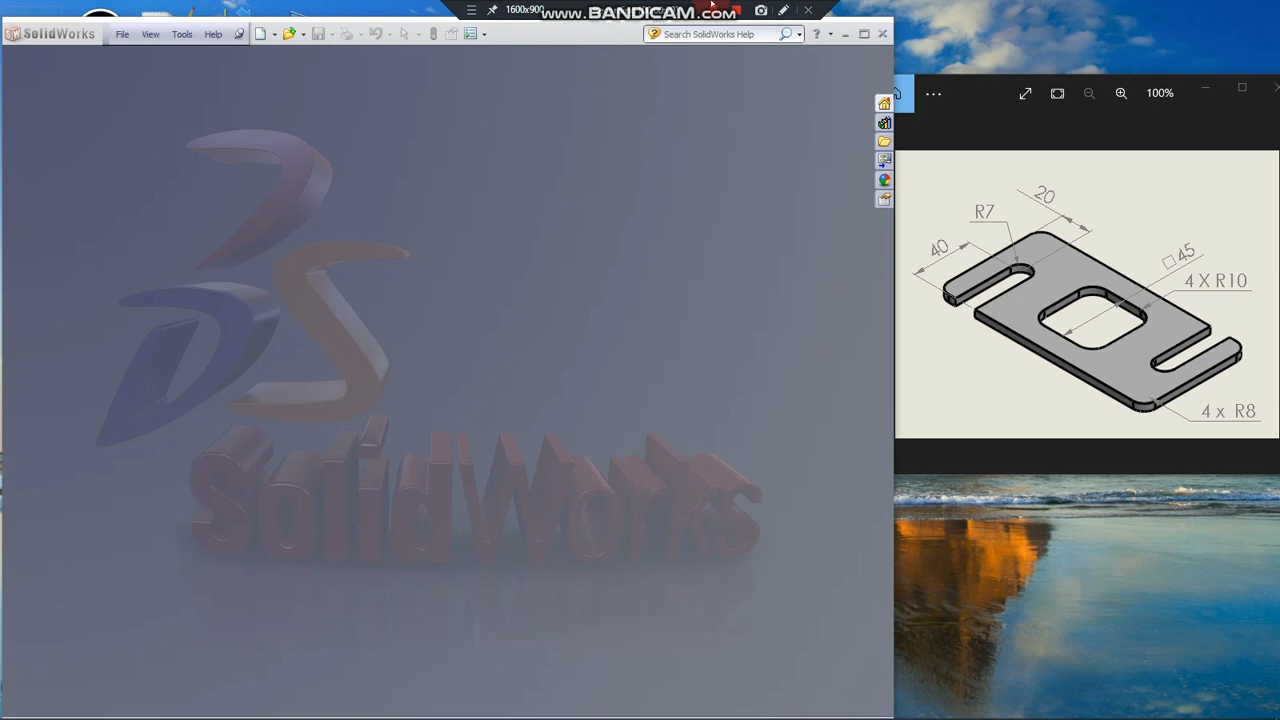 1600x900
www.BANDICAM.com
SolidWorks
File View Tools Help
Search SolidWorks Help
?
100%
20
R7
40
□45
4 X R10
4 x R8
SolidWorks